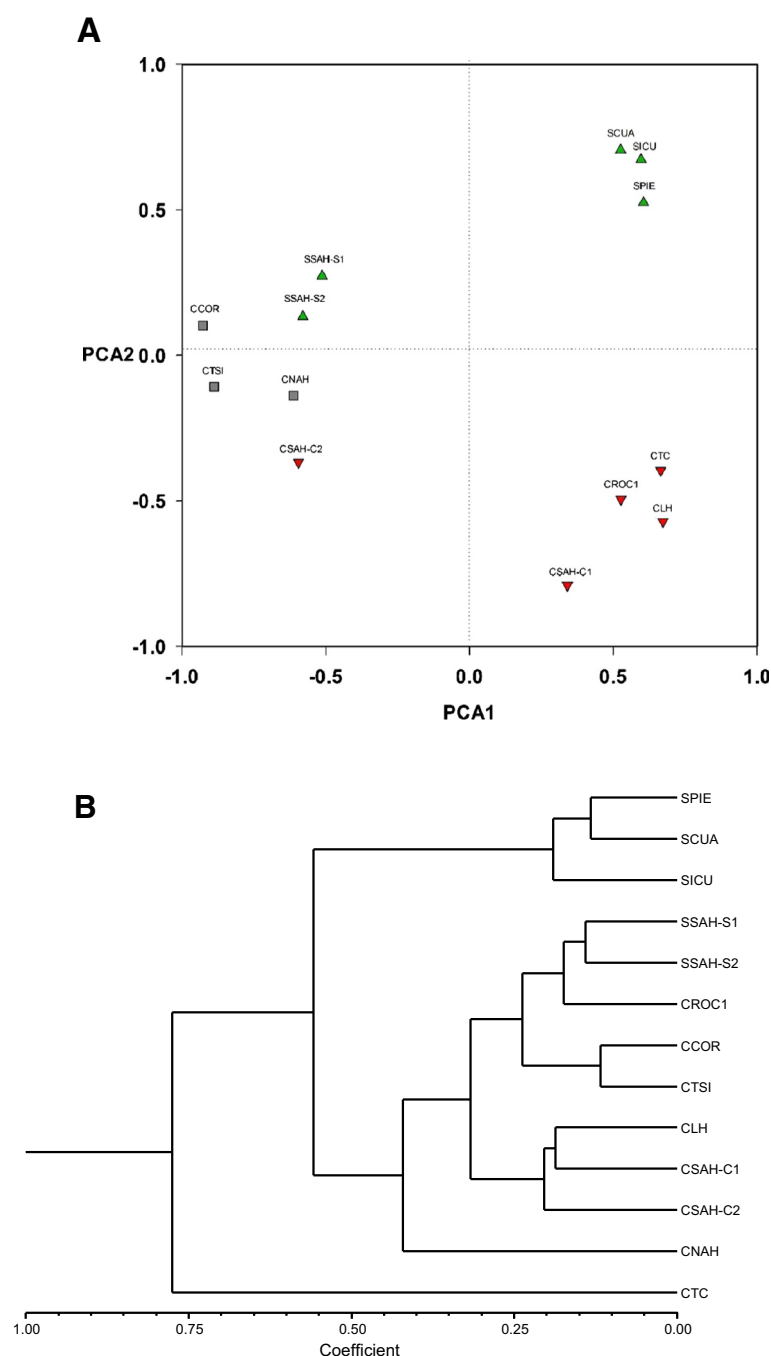 A
1.0
SCUA
SICU
SPIE
0.5
SSAH-S1
SSAH-S2
CCOR
PCA2 0.0
CTSI
CNAH
CSAH-C2
CTC
CROC1
CLH
-0.5
CSAH-C1
-1.0
-1.0 -0.5 0.0 0.5 1.0
PCA1
B
SPIE
SCUA
SICU
SSAH-S1
SSAH-S2
CROC1
CCOR
CTSI
CLH
CSAH-C1
CSAH-C2
CNAH
CTC
1.00 0.75 0.50 0.25 0.00
Coefficient